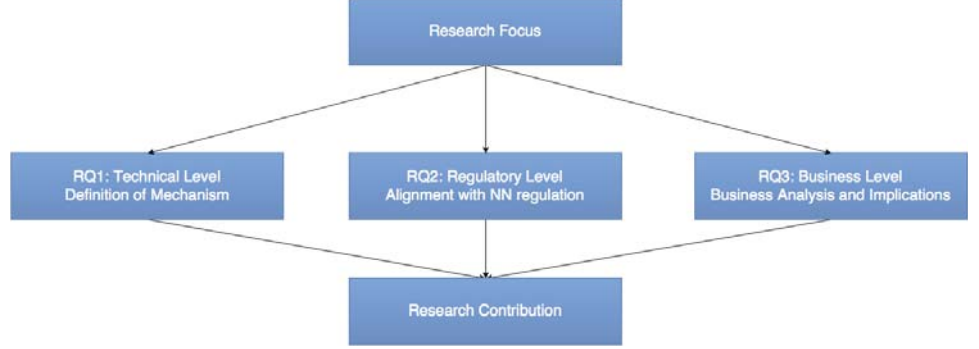 Research Focus
RQ1: Technical Level
Definition of Mechanism
RQ2: Regulatory Level
Alignment with NN regulation
RQ3: Business Level
Business Analysis and Implications
Research Contribution